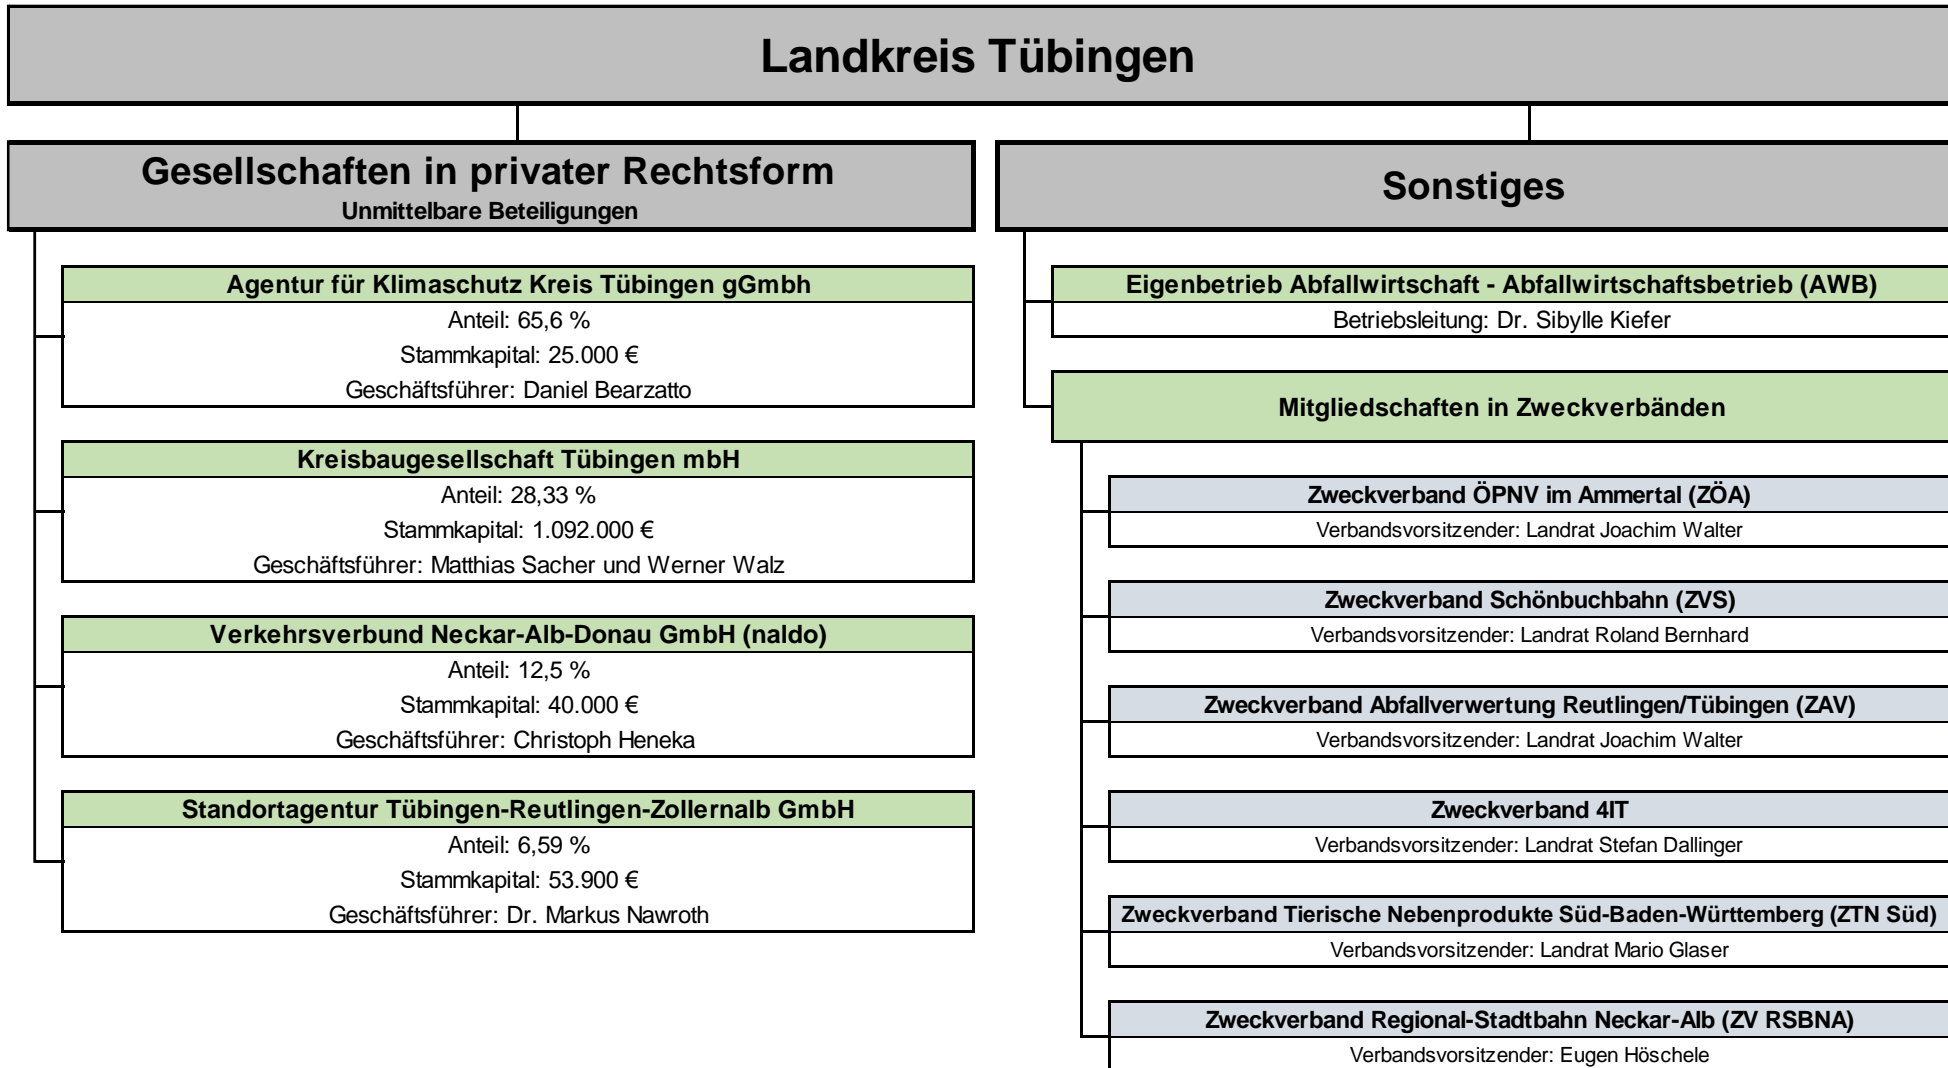 Landkreis Tübingen
Gesellschaften in privater Rechtsform
Unmittelbare Beteiligungen
Agentur für Klimaschutz Kreis Tübingen gGmbh
Anteil: 65,6 %
Stammkapital: 25.000 €
Geschäftsführer: Daniel Bearzatto
Kreisbaugesellschaft Tübingen mbH
Anteil: 28,33 %
Stammkapital: 1.092.000 €
Geschäftsführer: Matthias Sacher und Werner Walz
Verkehrsverbund Neckar-Alb-Donau GmbH (naldo)
Anteil: 12,5 %
Stammkapital: 40.000 €
Geschäftsführer: Christoph Heneka
Standortagentur Tübingen-Reutlingen-Zollernalb GmbH
Anteil: 6,59 %
Stammkapital: 53.900 €
Geschäftsführer: Dr. Markus Nawroth
Sonstiges
Eigenbetrieb Abfallwirtschaft - Abfallwirtschaftsbetrieb (AWB)
Betriebsleitung: Dr. Sibylle Kiefer
Mitgliedschaften in Zweckverbänden
Zweckverband ÖPNV im Ammertal (ZÖA)
Verbandsvorsitzender: Landrat Joachim Walter
Zweckverband Schönbuchbahn (ZVS)
Verbandsvorsitzender: Landrat Roland Bernhard
Zweckverband Abfallverwertung Reutlingen/Tübingen (ZAV)
Verbandsvorsitzender: Landrat Joachim Walter
Zweckverband 4IT
Verbandsvorsitzender: Landrat Stefan Dallinger
Zweckverband Tierische Nebenprodukte Süd-Baden-Württemberg (ZTN Süd)
Verbandsvorsitzender: Landrat Mario Glaser
Zweckverband Regional-Stadtbahn Neckar-Alb (ZV RSBNA)
Verbandsvorsitzender: Eugen Höschele